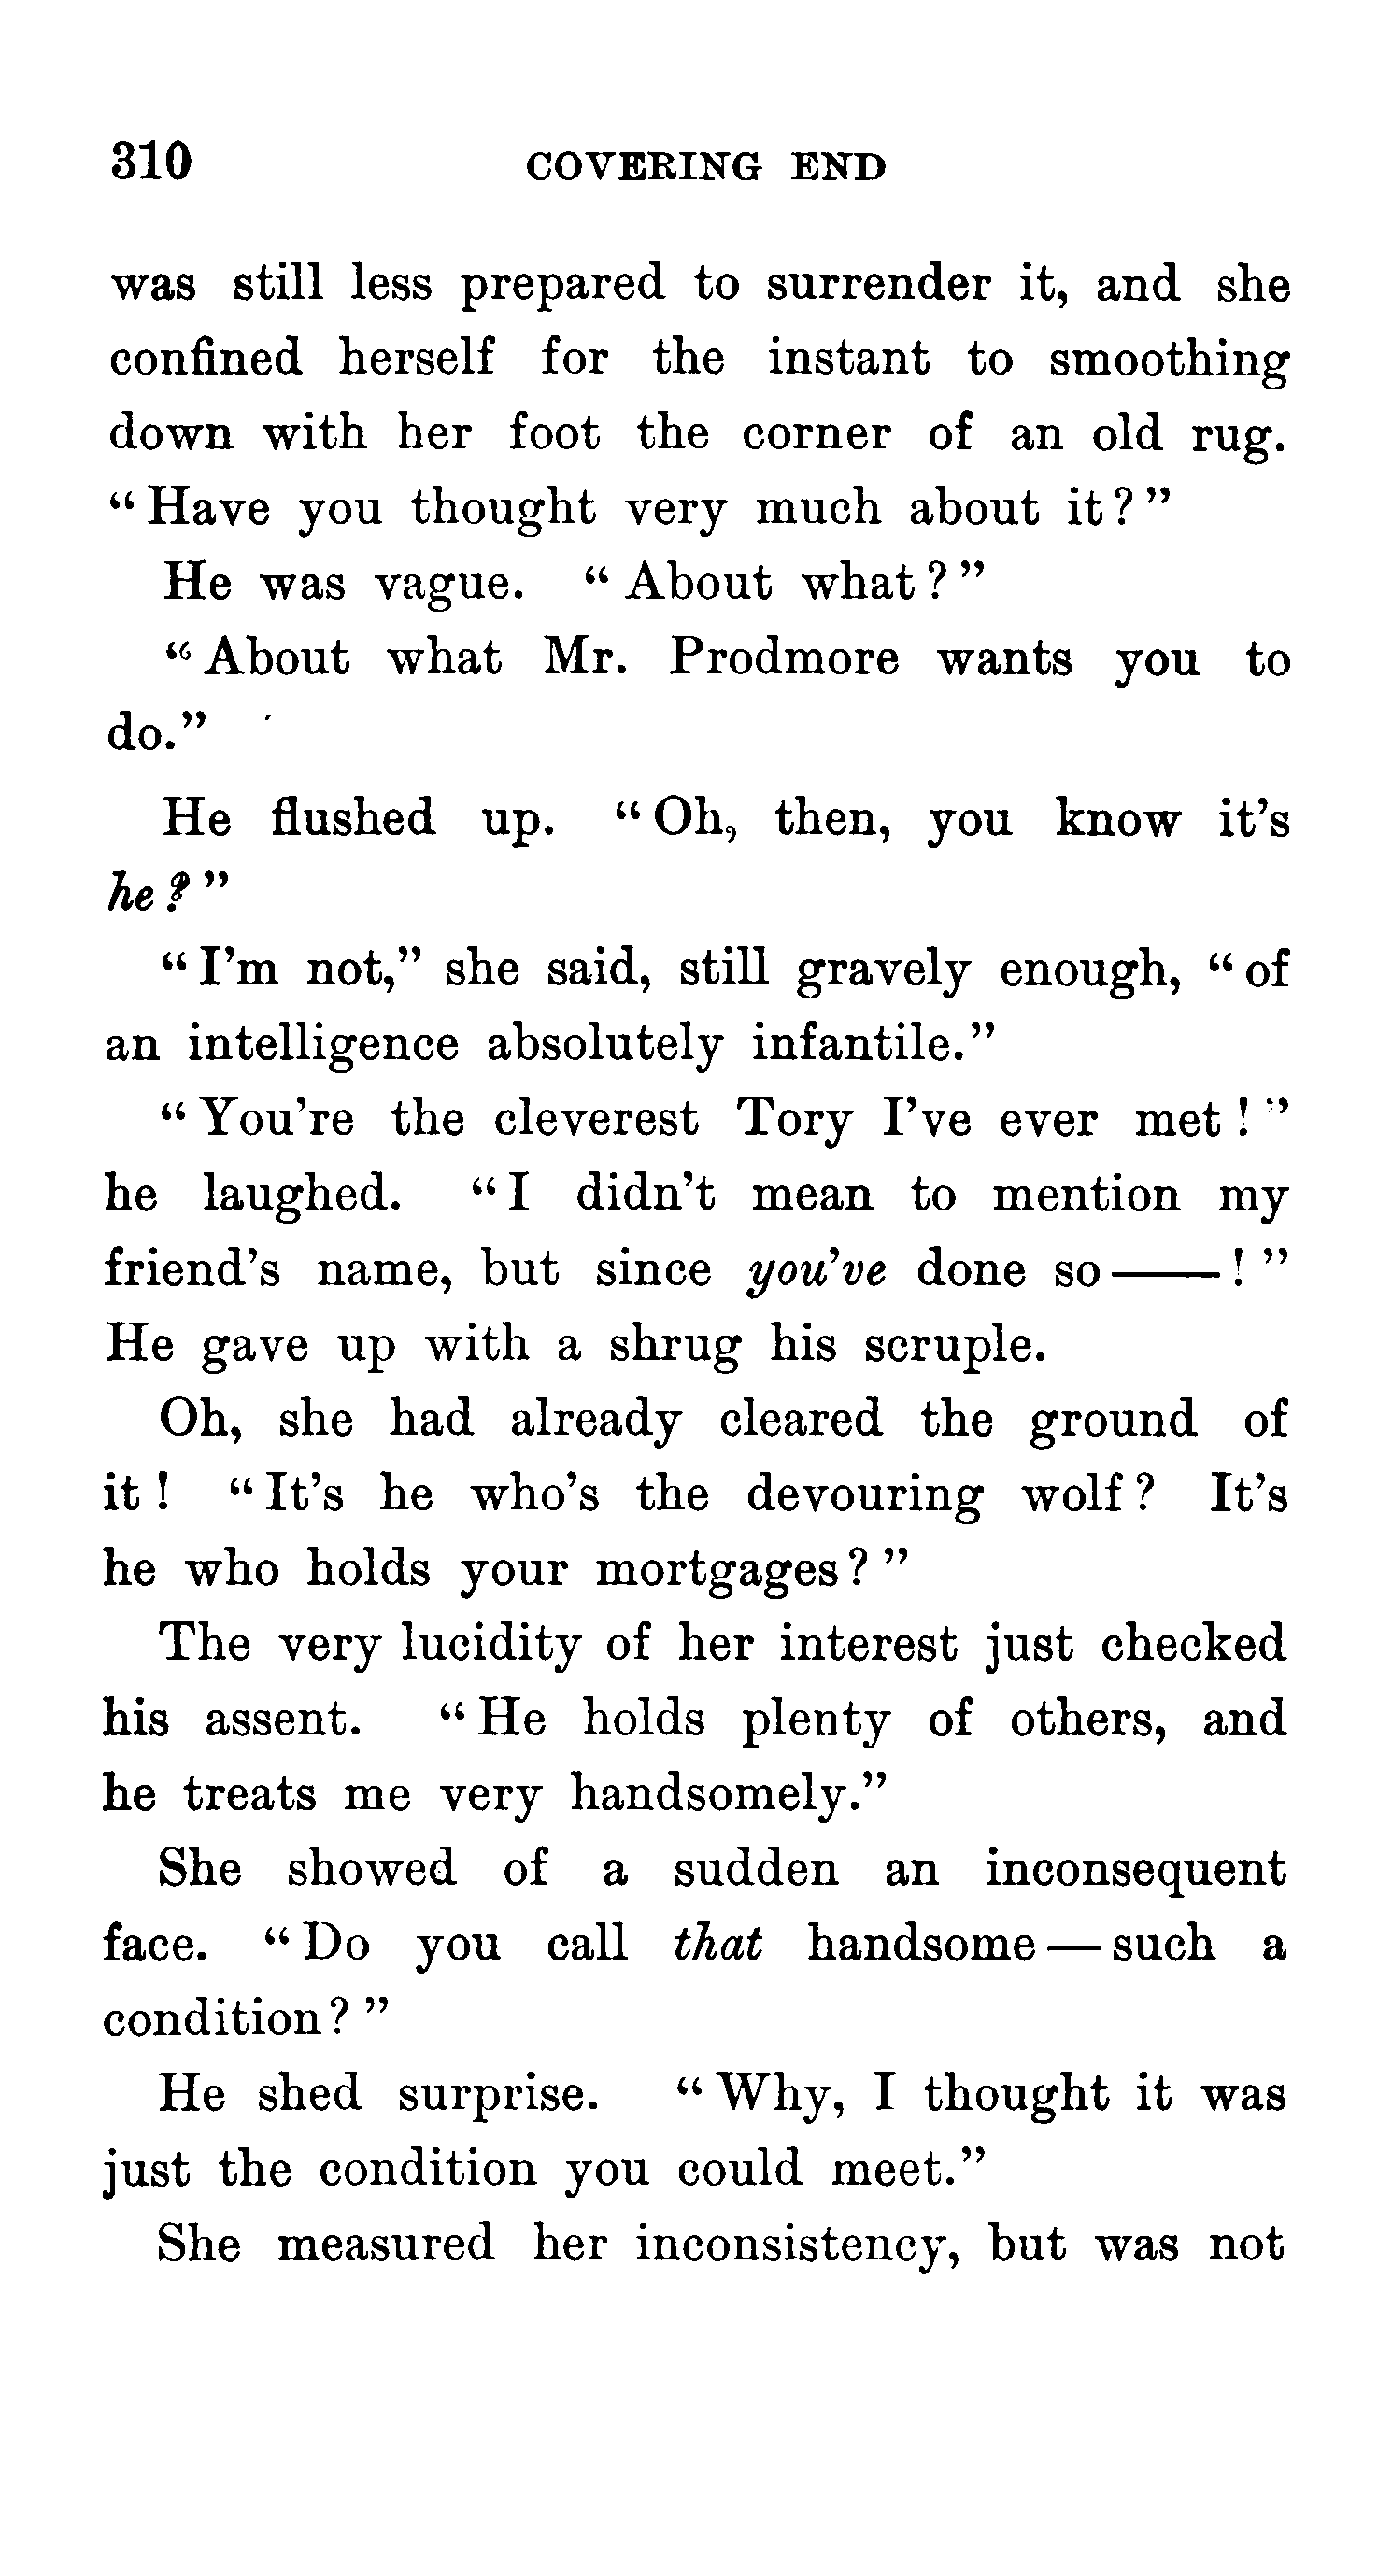 310 COVERING END
was still less prepared to surrender it, and she
confined herself for the instant to smoothing
down with her foot the corner of an old rug.
“Have you thought very much about it?”
He was vague. “About what?”
“About what Mr. Prodmore wants you to
do.”
He flushed up. “Oh, then, you know it’s
he?”
“I’m not,” she said, still gravely enough, “of
an intelligence absolutely infantile.”
“You’re the cleverest Tory I’ve ever met!”
he laughed. “I didn’t mean to mention my
friend’s name, but since you’ve done so——!”
He gave up with a shrug his scruple.
Oh, she had already cleared the ground of
it! “It’s he who’s the devouring wolf? It’s
he who holds your mortgages?”
The very lucidity of her interest just checked
his assent. “He holds plenty of others, and
he treats me very handsomely.”
She showed of a sudden an inconsequent
face. “Do you call that handsome—such a
condition?”
He shed surprise. “Why, I thought it was
just the condition you could meet.”
She measured her inconsistency, but was not